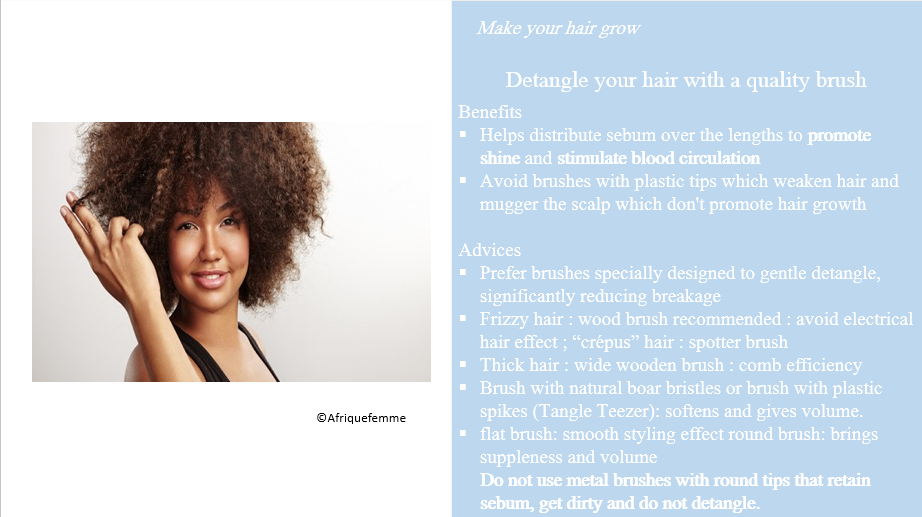 Make your hair grow
Detangle your hair with a quality brush
Benefits
▪ Helps distribute sebum over the lengths to promote
shine and stimulate blood circulation
▪ Avoid brushes with plastic tips which weaken hair and
mugger the scalp which don't promote hair growth
Advices
▪ Prefer brushes specially designed to gentle detangle,
significantly reducing breakage
▪ Frizzy hair : wood brush recommended : avoid electrical
hair effect ; “crépus” hair : spotter brush
▪ Thick hair : wide wooden brush : comb efficiency
▪ Brush with natural boar bristles or brush with plastic
spikes (Tangle Teezer): softens and gives volume.
▪ flat brush: smooth styling effect round brush: brings
suppleness and volume
Do not use metal brushes with round tips that retain
sebum, get dirty and do not detangle.
©Afriquefemme